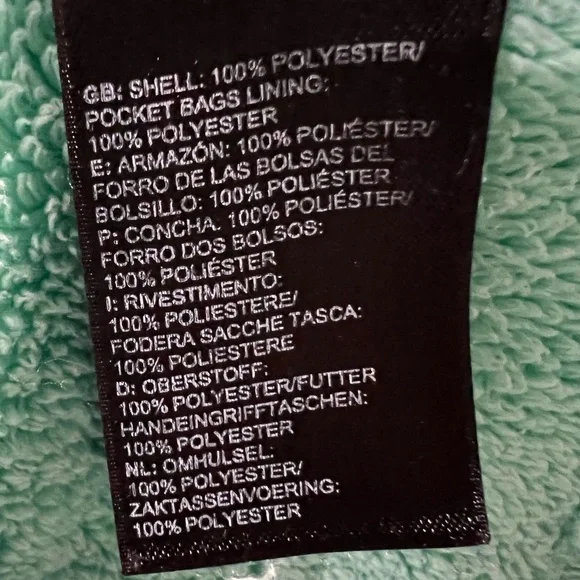 GB: SHELL: 100% POLYESTER/
POCKET BAGS LINING:
100% POLYESTER
E: ARMAZÓN: 100% POLIÉSTER/
FORRO DE LAS BOLSAS DEL
BOLSILLO: 100% POLIÉSTER
P: CONCHA. 100% POLIÉSTER/
FORRO DOS BOLSOS:
100% POLIÉSTER
I: RIVESTIMENTO:
100% POLIESTERE/
FODERA SACCHE TASCA:
100% POLIESTERE
D: OBERSTOFF:
100% POLYESTER/FUTTER
HANDEINGRIFFTASCHEN:
100% POLYESTER
NL: OMHULSEL:
100% POLYESTER/
ZAKTASSENVOERING:
100% POLYESTER